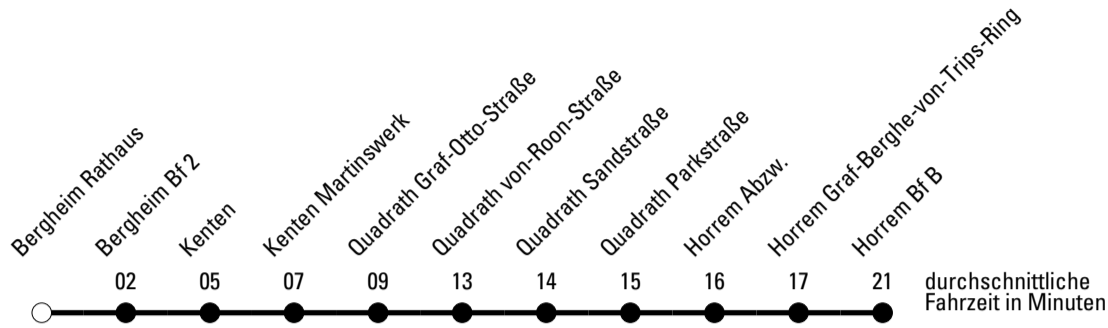 Bergheim Rathaus
Bergheim Bf 2
Kenten
Kenten Martinswerk
Quadrath Graf-Otto-Straße
Quadrath von-Roon-Straße
Quadrath Sandstraße
Quadrath Parkstraße
Horrem Abzw.
Horrem Graf-Berghe-von-Trips-Ring
Horrem Bf B
02 05 07 09 13 14 15 16 17 21
durchschnittliche
Fahrzeit in Minuten